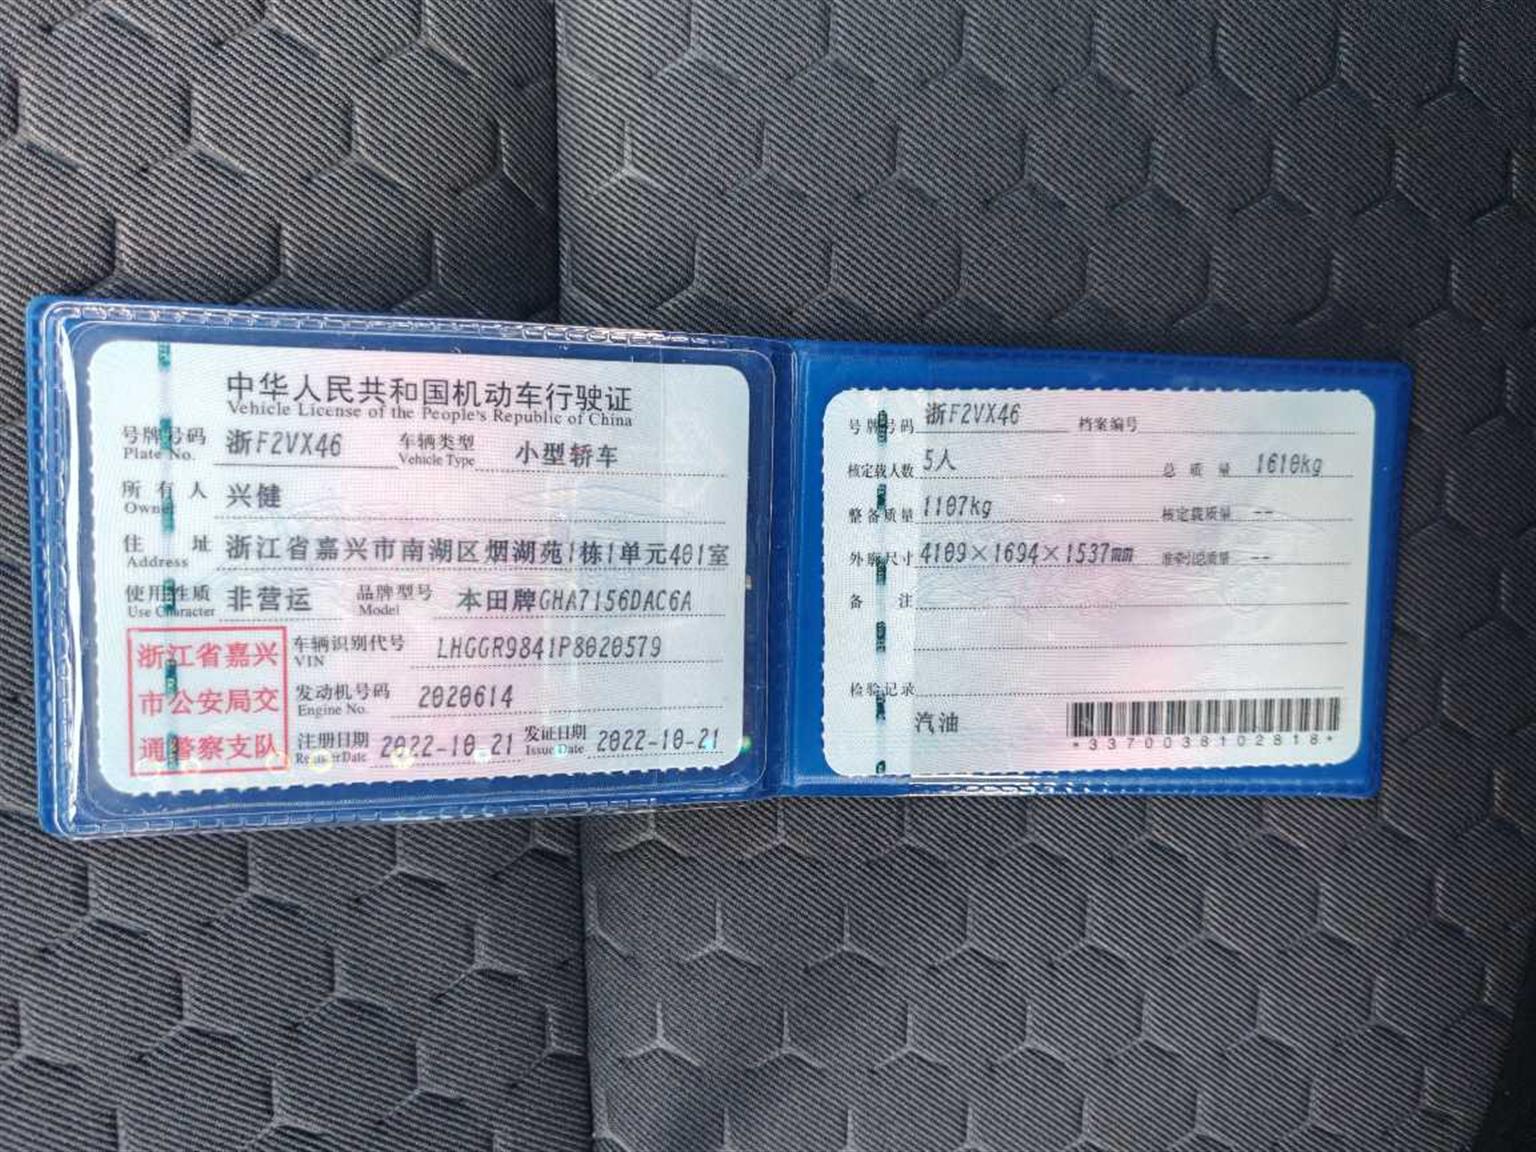 中华人民共和国机动车行驶证
Vehicle License of the People's Republic of China
号牌号码 浙F2VX46 车辆类型 小型轿车
Plate No. Vehicle Type
所有人 兴健
Owner
住址 浙江省嘉兴市南湖区烟湖苑1栋1单元401室
Address
使用性质 非营运 品牌型号 本田牌GHA7156DAC6A
Use Character Model
浙江省嘉兴
市公安局交
通警察支队
车辆识别代号 LHGGR9841P8020579
VIN
发动机号码 2020614
Engine No.
注册日期 2022-10-21 发证日期 2022-10-21
Register Date Issue Date
号牌号码 浙F2VX46 档案编号
核定载人数 5人 总质量 1610kg
整备质量 1107kg 核定载质量 --
外廓尺寸 4109×1694×1537mm 准牵引总质量 --
备注
检验记录
汽油
*3370038102818*